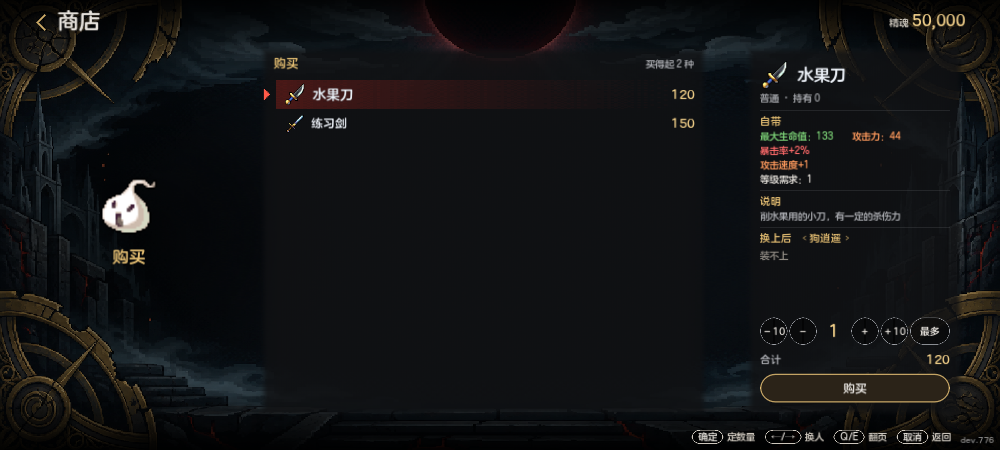 商店
精魂 50,000
购买
买得起2种
水果刀 120
练习剑 150
购买
水果刀
普通 · 持有0
自带
最大生命值: 133 攻击力: 44
暴击率+2%
攻击速度+1
等级需求: 1
说明
削水果用的小刀，有一定的杀伤力
换上后 ‹ 狗逍遥 ›
装不上
-10 - 1 + +10 最多
合计 120
购买
确定 定数量 ←/→ 换人 Q/E 翻页 取消 返回
dev.776